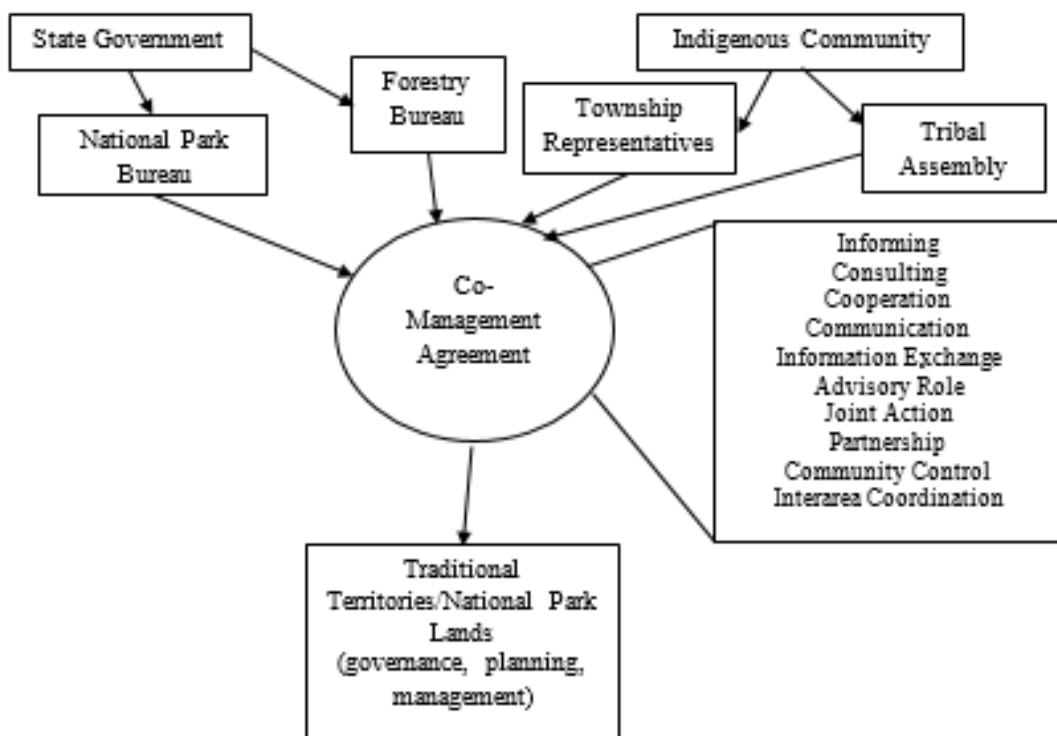 State Government
Indigenous Community
Forestry
Bureau
Township
Representatives
National Park
Bureau
Tribal
Assembly
Co-
Management
Agreement
Informing
Consulting
Cooperation
Communication
Information Exchange
Advisory Role
Joint Action
Partnership
Community Control
Interarea Coordination
Traditional
Territories/National Park
Lands
(governance, planning,
management)